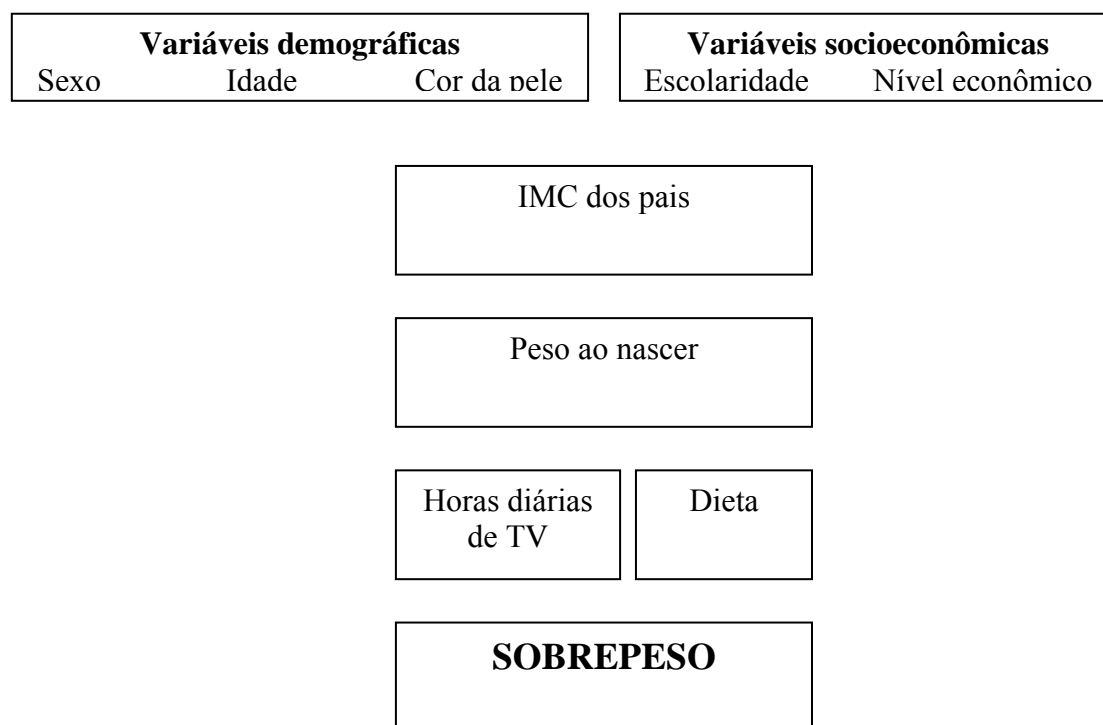 Variáveis demográficas
Sexo Idade Cor da pele
Variáveis socioeconômicas
Escolaridade Nível econômico
IMC dos pais
Peso ao nascer
Horas diárias
de TV
Dieta
SOBREPESO